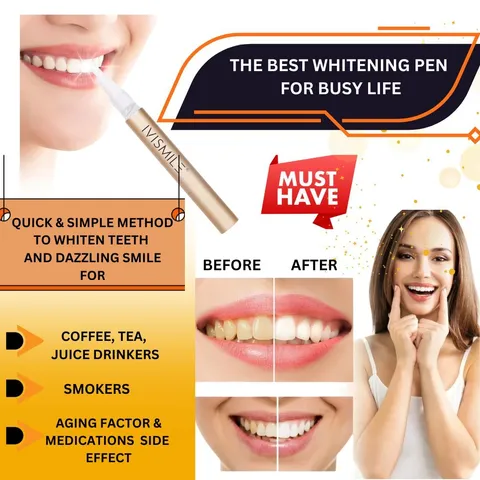 THE BEST WHITENING PEN
FOR BUSY LIFE
IVISMILE
MUST
HAVE
QUICK & SIMPLE METHOD
TO WHITEN TEETH
AND DAZZLING SMILE
FOR
BEFORE AFTER
COFFEE, TEA,
JUICE DRINKERS
SMOKERS
AGING FACTOR &
MEDICATIONS SIDE
EFFECT